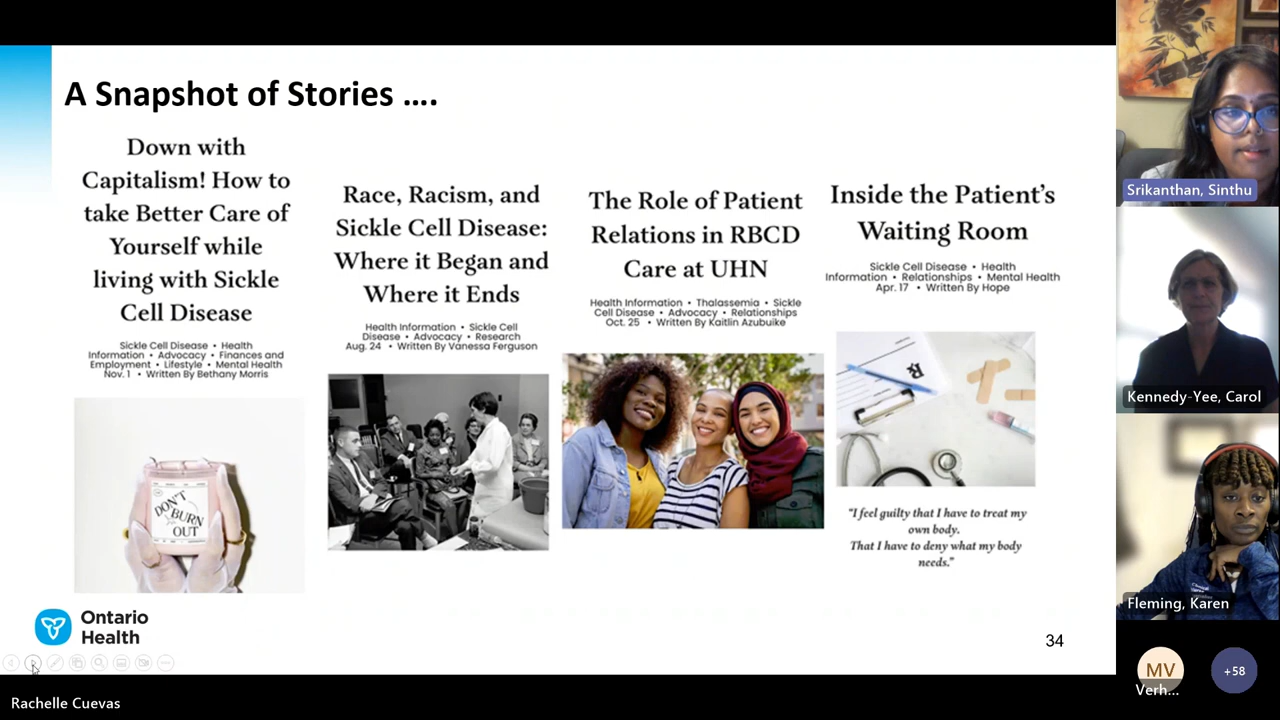 A Snapshot of Stories ....
Down with
Capitalism! How to
take Better Care of
Yourself while
living with Sickle
Cell Disease
Sickle Cell Disease • Health
Information • Advocacy • Finances and
Employment • Lifestyle • Mental Health
Nov. 1 • Written By Bethany Morris
DON'T
BURN
OUT
Race, Racism, and
Sickle Cell Disease:
Where it Began and
Where it Ends
Health Information • Sickle Cell
Disease • Advocacy • Research
Aug. 24 • Written By Vanessa Ferguson
The Role of Patient
Relations in RBCD
Care at UHN
Health Information • Thalassemia • Sickle
Cell Disease • Advocacy • Relationships
Oct. 25 • Written By Kaitlin Azubuike
Inside the Patient’s
Waiting Room
Sickle Cell Disease • Health
Information • Relationships • Mental Health
Apr. 17 • Written By Hope
“I feel guilty that I have to treat my
own body.
That I have to deny what my body
needs.”
Ontario
Health
34
Rachelle Cuevas
Srikanthan, Sinthu
Kennedy-Yee, Carol
Fleming, Karen
MV
Verh...
+58